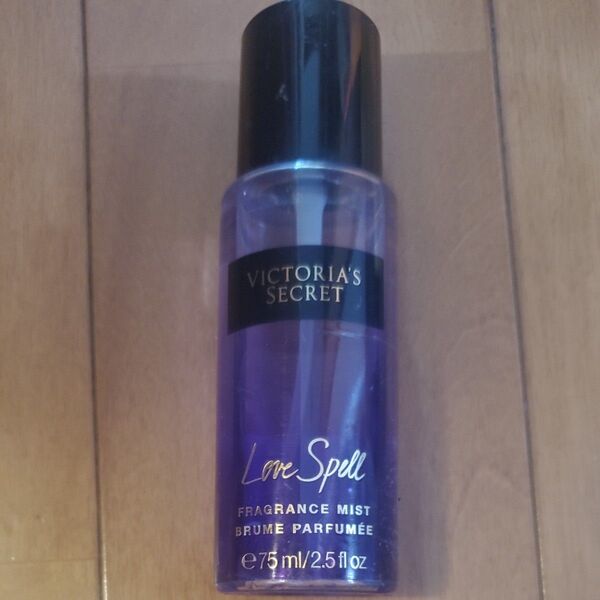 VICTORIA'S
SECRET
Love Spell
FRAGRANCE MIST
BRUME PARFUMÉE
℮75 ml/2.5 fl oz